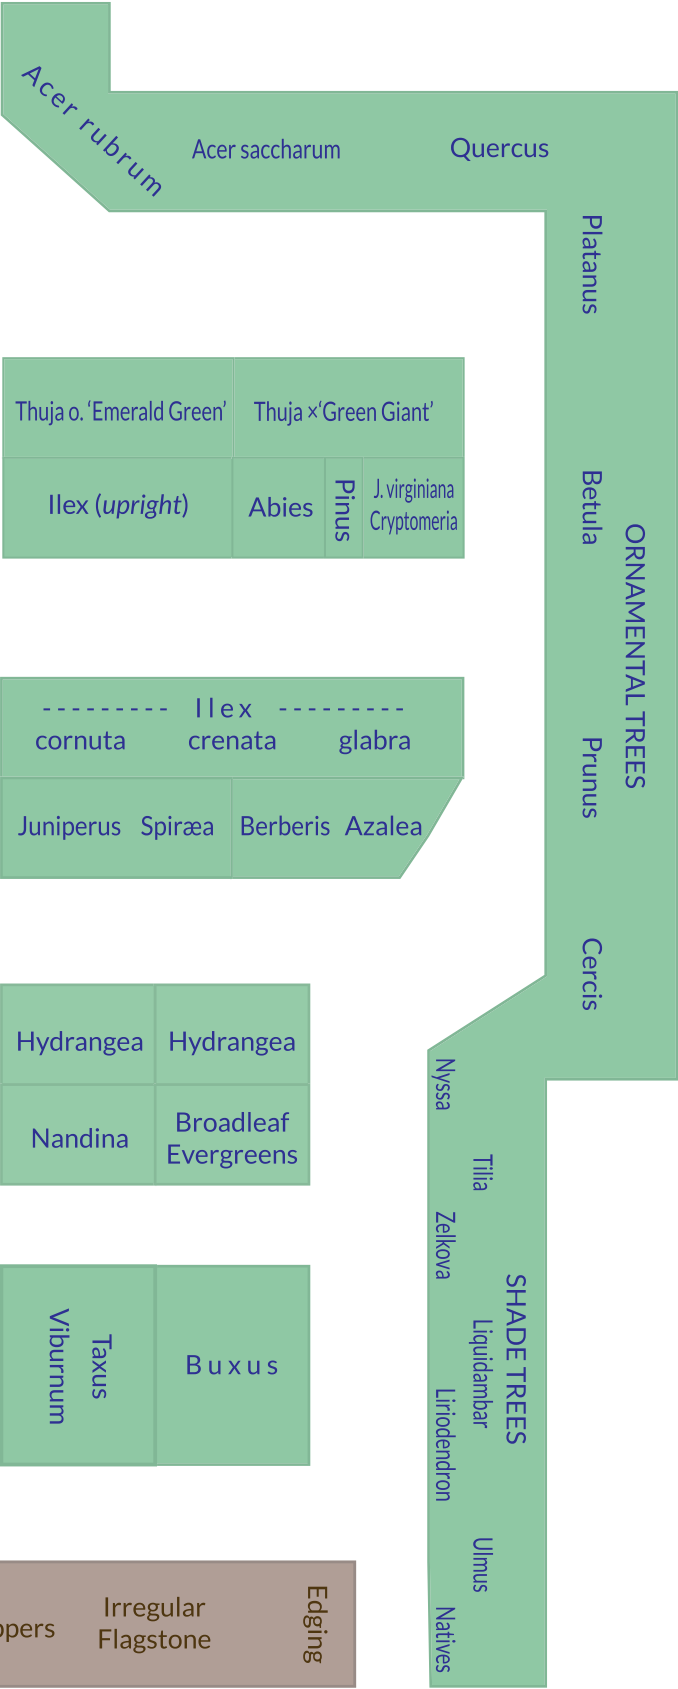 Acer rubrum
Acer saccharum
Quercus
Platanus
Thuja o. ‘Emerald Green’
Thuja ×‘Green Giant’
Ilex (upright)
Abies
Pinus
J. virginiana
Cryptomeria
Betula
ORNAMENTAL TREES
--------- Ilex ---------
cornuta crenata glabra
Juniperus Spiræa
Berberis Azalea
Prunus
Cercis
Hydrangea
Hydrangea
Nandina
Broadleaf
Evergreens
Nyssa
Tilia
Zelkova
SHADE TREES
Liquidambar
Liriodendron
Ulmus
Natives
Taxus
Viburnum
Buxus
Irregular
Flagstone
Edging